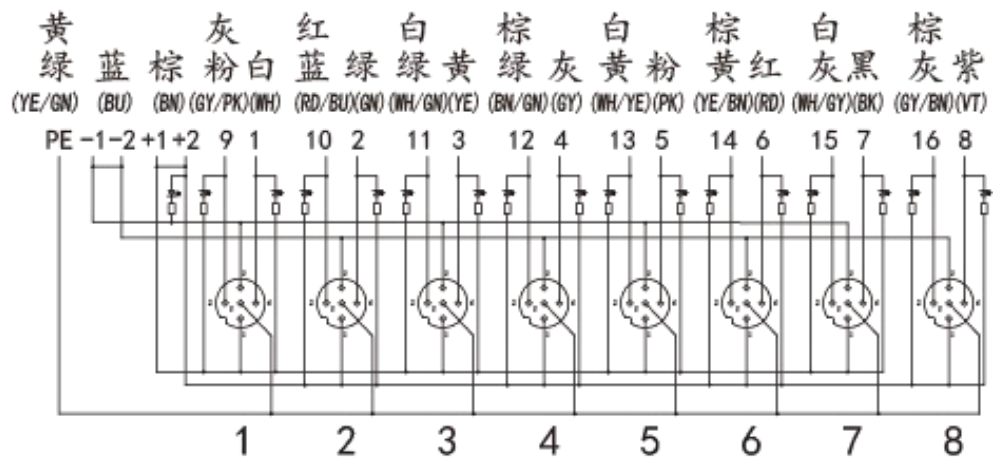 黄 灰 红 白 棕 白 棕 白 棕
绿 蓝 棕 粉 白 蓝 绿 绿 黄 绿 灰 黄 粉 黄 红 灰 黑 灰 紫
(YE/GN) (BU) (BN) (GY/PK)(WH) (RD/BU)(GN) (WH/GN)(YE) (BN/GN)(GY) (WH/YE)(PK) (YE/BN)(RD) (WH/GY)(BK) (GY/BN)(VT)
PE -1 -2 +1 +2 9 1 10 2 11 3 12 4 13 5 14 6 15 7 16 8
1 2 3 4 5 6 7 8